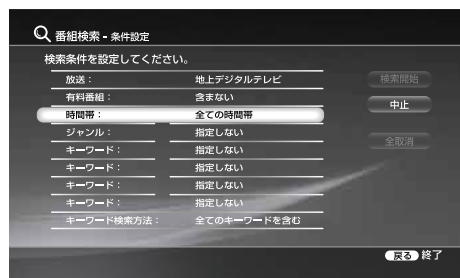 番組検索 - 条件設定
検索条件を設定してください。
放送： 地上デジタルテレビ
有料番組： 含まない
時間帯： 全ての時間帯
ジャンル： 指定しない
キーワード： 指定しない
キーワード： 指定しない
キーワード： 指定しない
キーワード： 指定しない
キーワード検索方法： 全てのキーワードを含む
検索開始
中止
全取消
戻る 終了